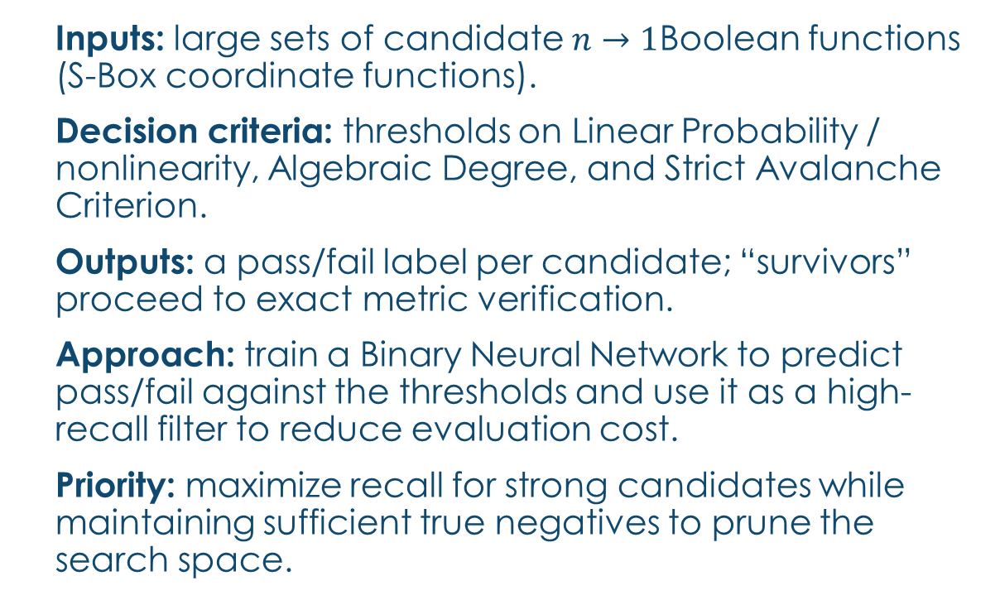 Inputs: large sets of candidate n → 1Boolean functions
(S-Box coordinate functions).
Decision criteria: thresholds on Linear Probability /
nonlinearity, Algebraic Degree, and Strict Avalanche
Criterion.
Outputs: a pass/fail label per candidate; “survivors”
proceed to exact metric verification.
Approach: train a Binary Neural Network to predict
pass/fail against the thresholds and use it as a high-
recall filter to reduce evaluation cost.
Priority: maximize recall for strong candidates while
maintaining sufficient true negatives to prune the
search space.